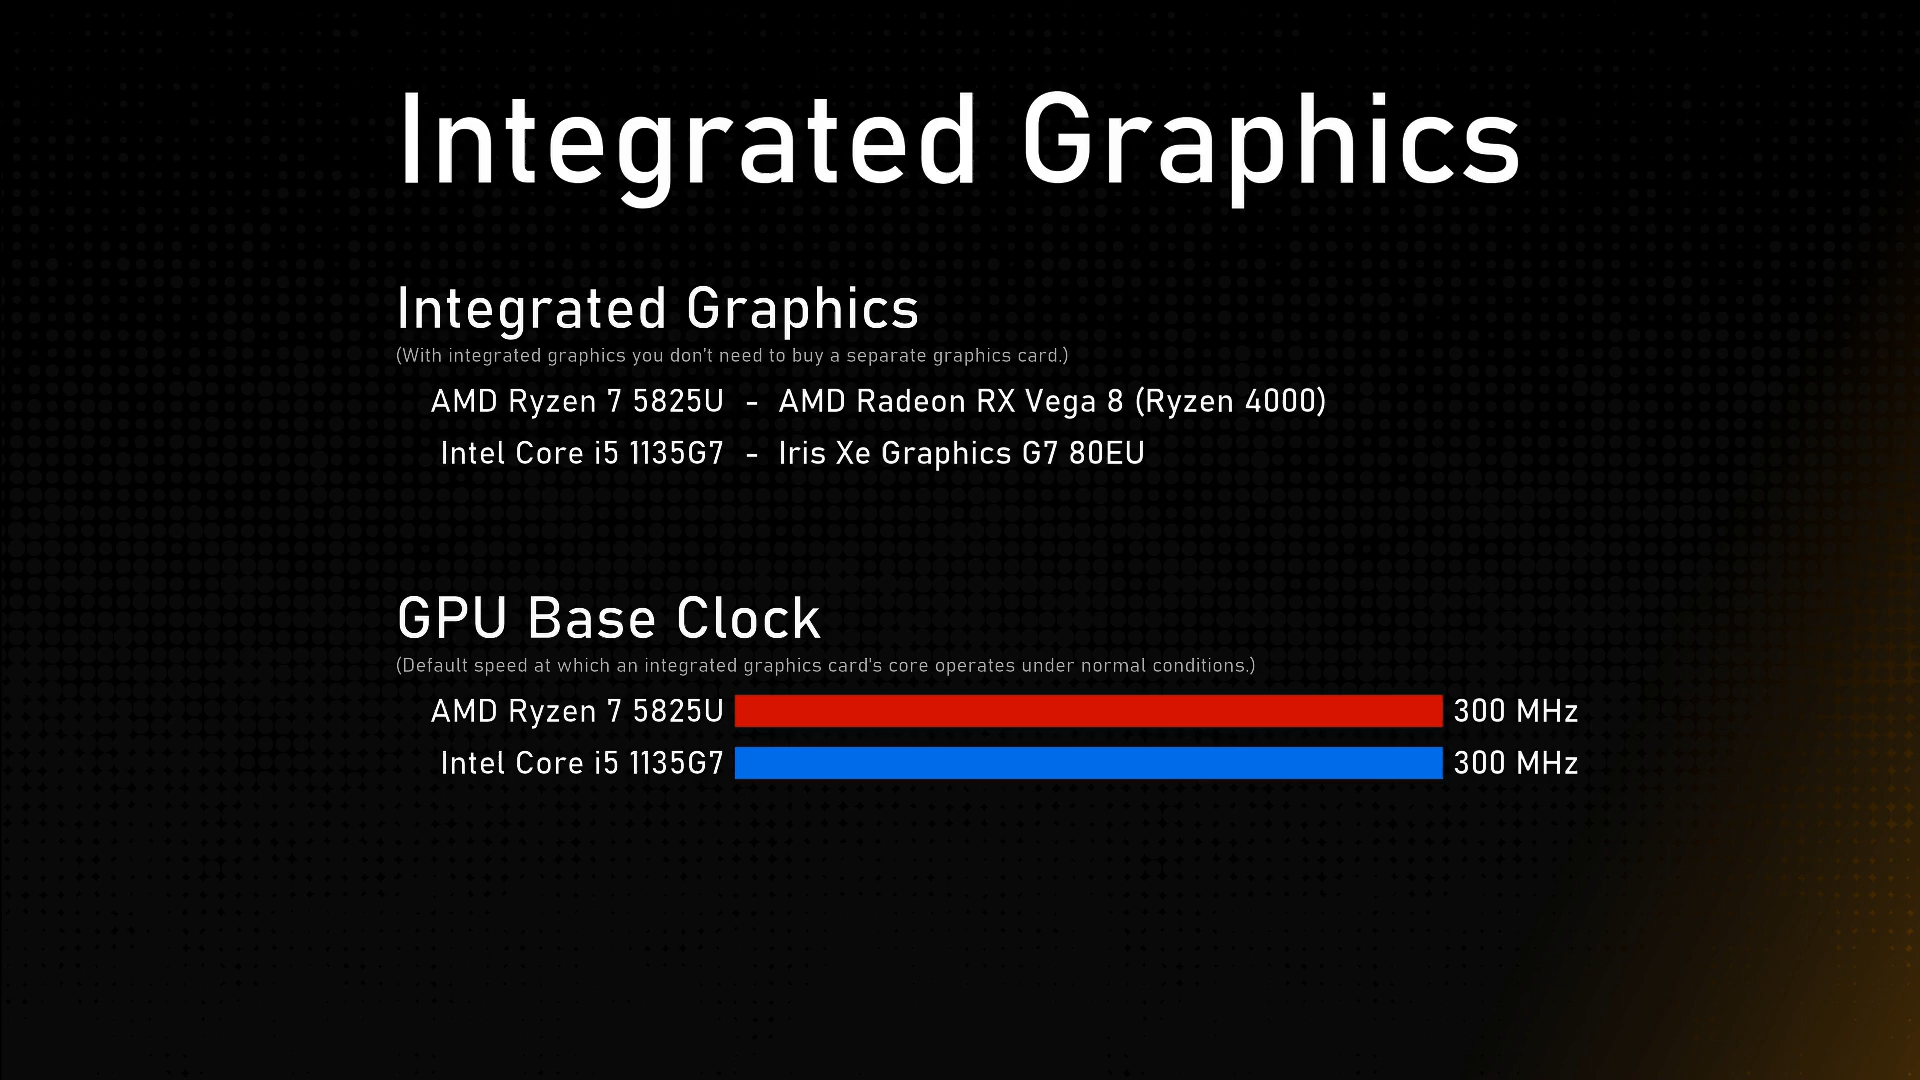 Integrated Graphics
Integrated Graphics
(With integrated graphics you don't need to buy a separate graphics card.)
AMD Ryzen 7 5825U - AMD Radeon RX Vega 8 (Ryzen 4000)
Intel Core i5 1135G7 - Iris Xe Graphics G7 80EU
GPU Base Clock
(Default speed at which an integrated graphics card's core operates under normal conditions.)
AMD Ryzen 7 5825U 300 MHz
Intel Core i5 1135G7 300 MHz